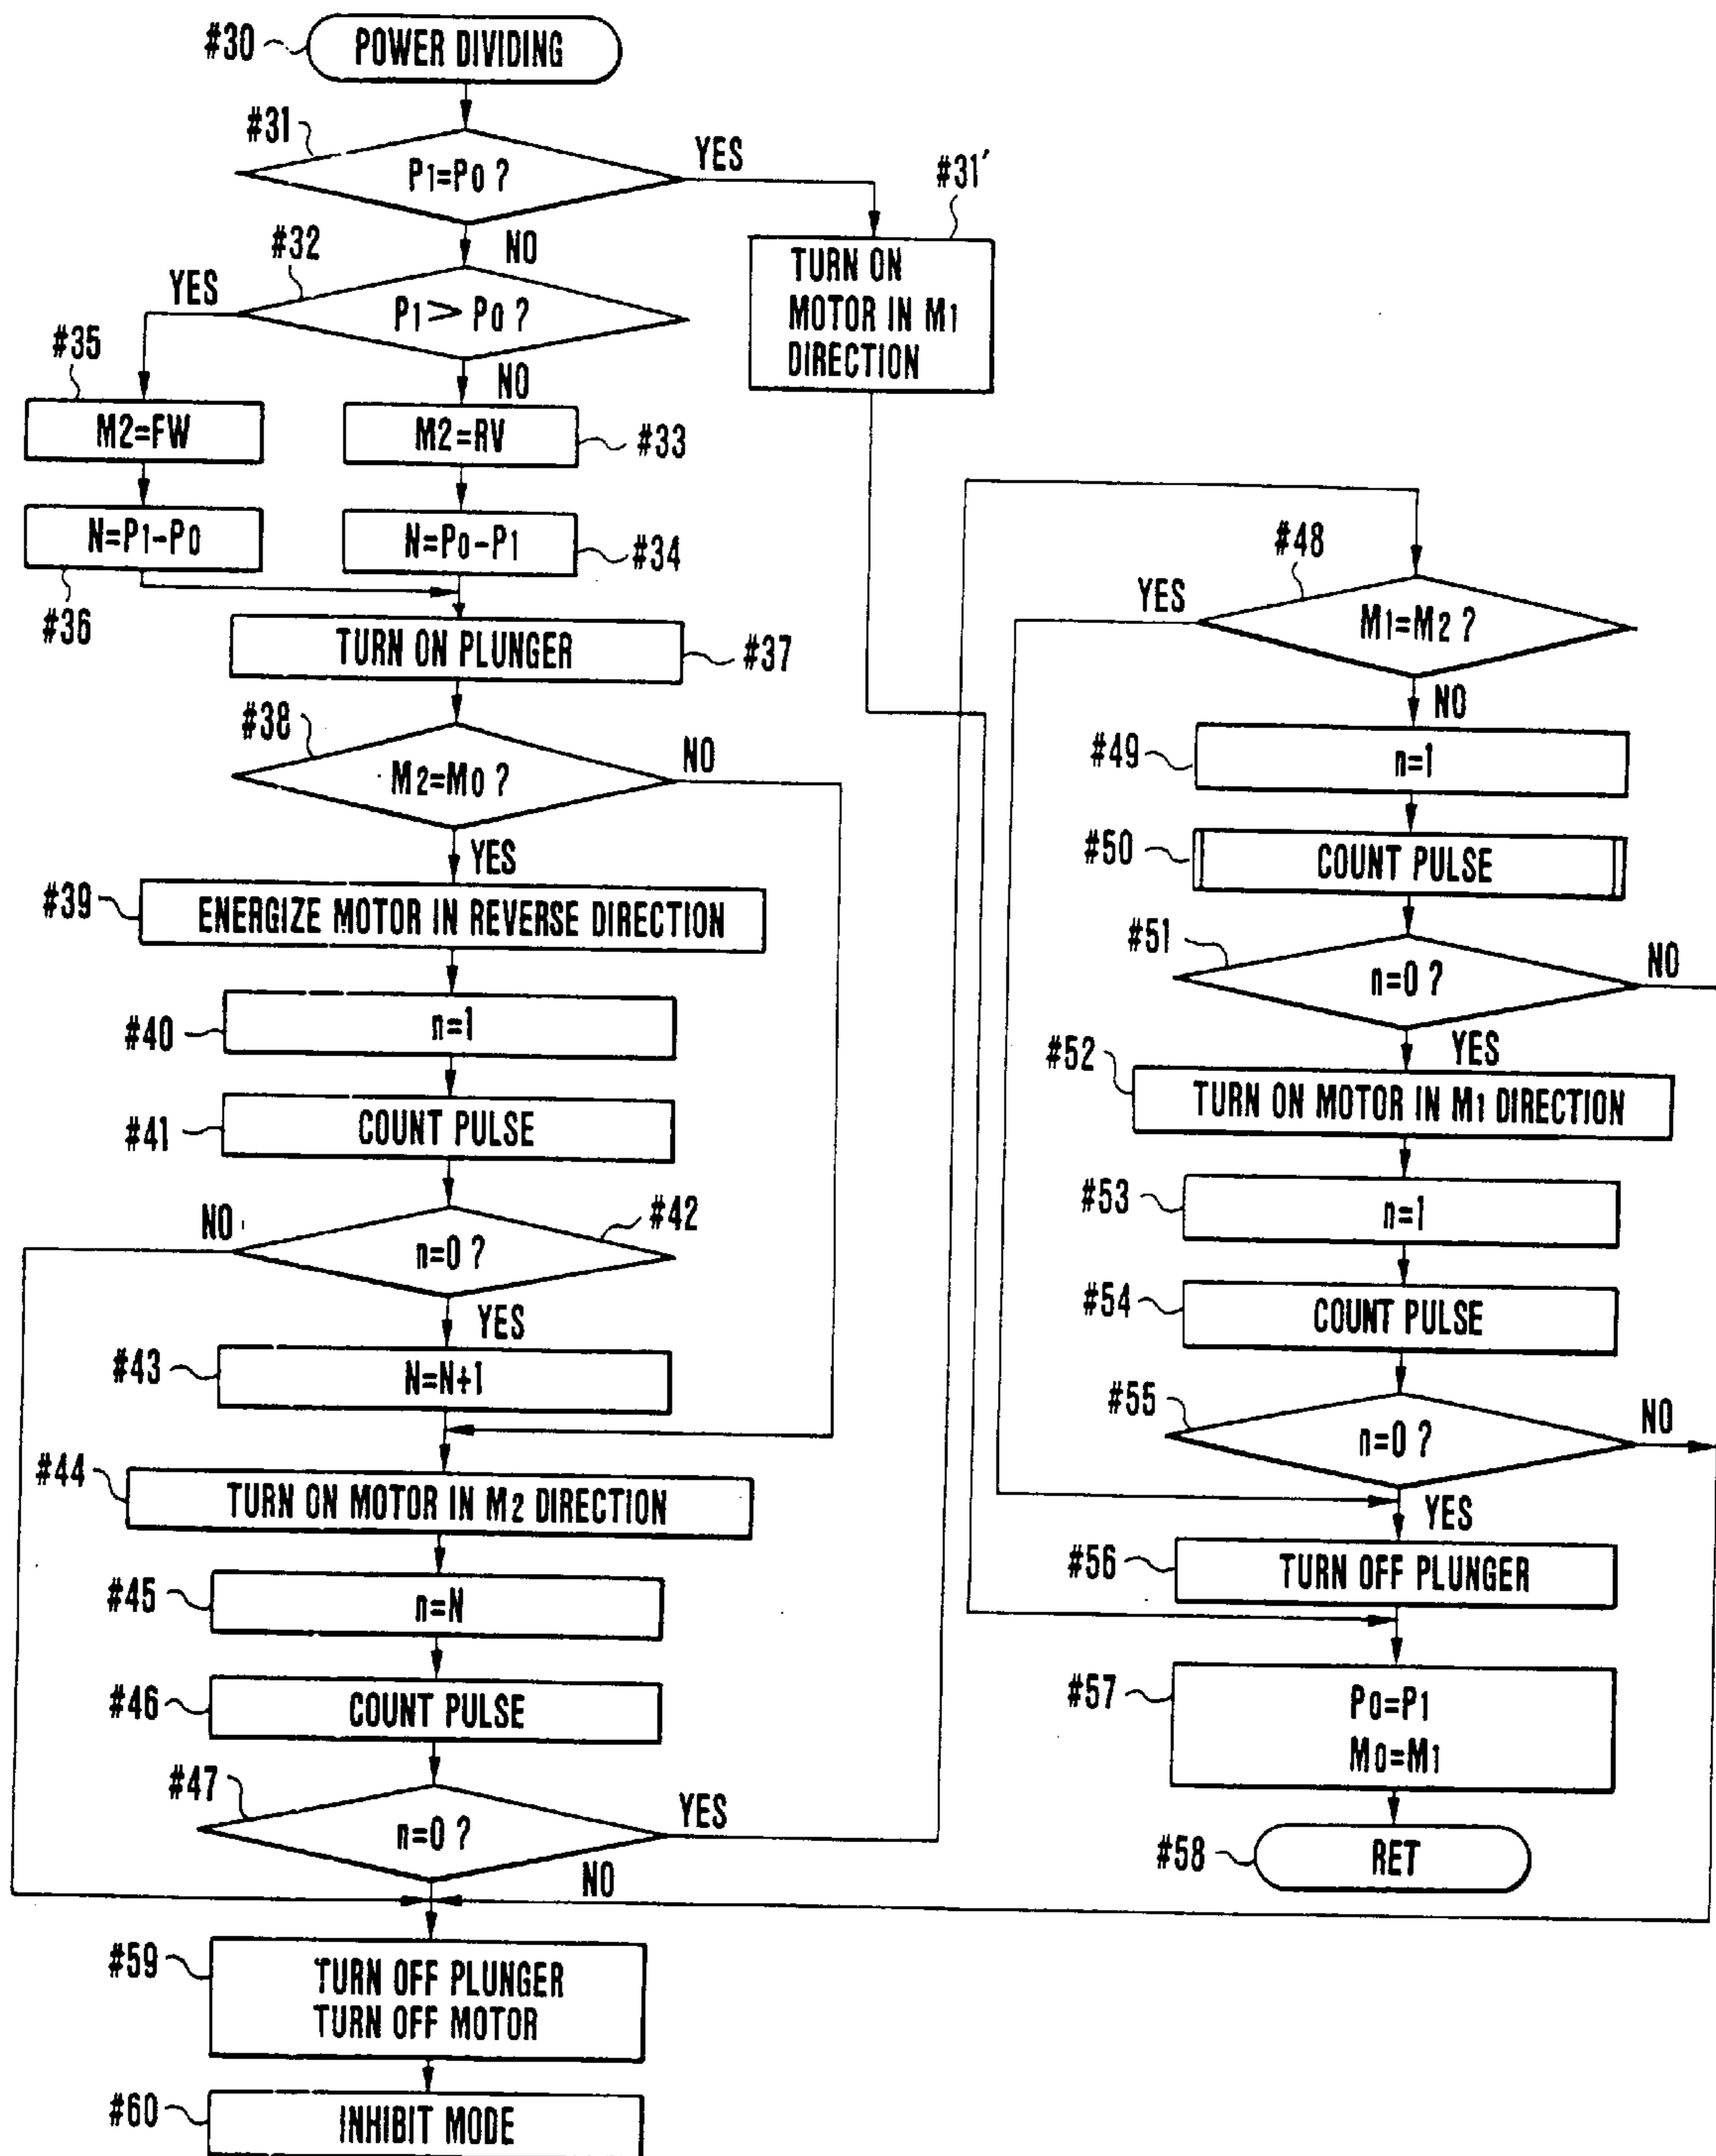 #30
POWER DIVIDING
#31
P1=P0 ?
YES
NO
#31'
TURN ON
MOTOR IN M1
DIRECTION
#32
P1> P0 ?
YES
NO
#35
M2=FW
M2=RV
#33
N=P1-P0
#36
N=P0-P1
#34
TURN ON PLUNGER
#37
#38
M2=M0 ?
NO
YES
#39
ENERGIZE MOTOR IN REVERSE DIRECTION
#40
n=1
#41
COUNT PULSE
#42
NO
n=0 ?
YES
#43
N=N+1
#44
TURN ON MOTOR IN M2 DIRECTION
#45
n=N
#46
COUNT PULSE
#47
n=0 ?
YES
NO
#48
YES
M1=M2 ?
NO
#49
n=1
#50
COUNT PULSE
#51
n=0 ?
NO
YES
#52
TURN ON MOTOR IN M1 DIRECTION
#53
n=1
#54
COUNT PULSE
#55
n=0 ?
NO
YES
#56
TURN OFF PLUNGER
#57
P0=P1
M0=M1
#58
RET
#59
TURN OFF PLUNGER
TURN OFF MOTOR
#60
INHIBIT MODE